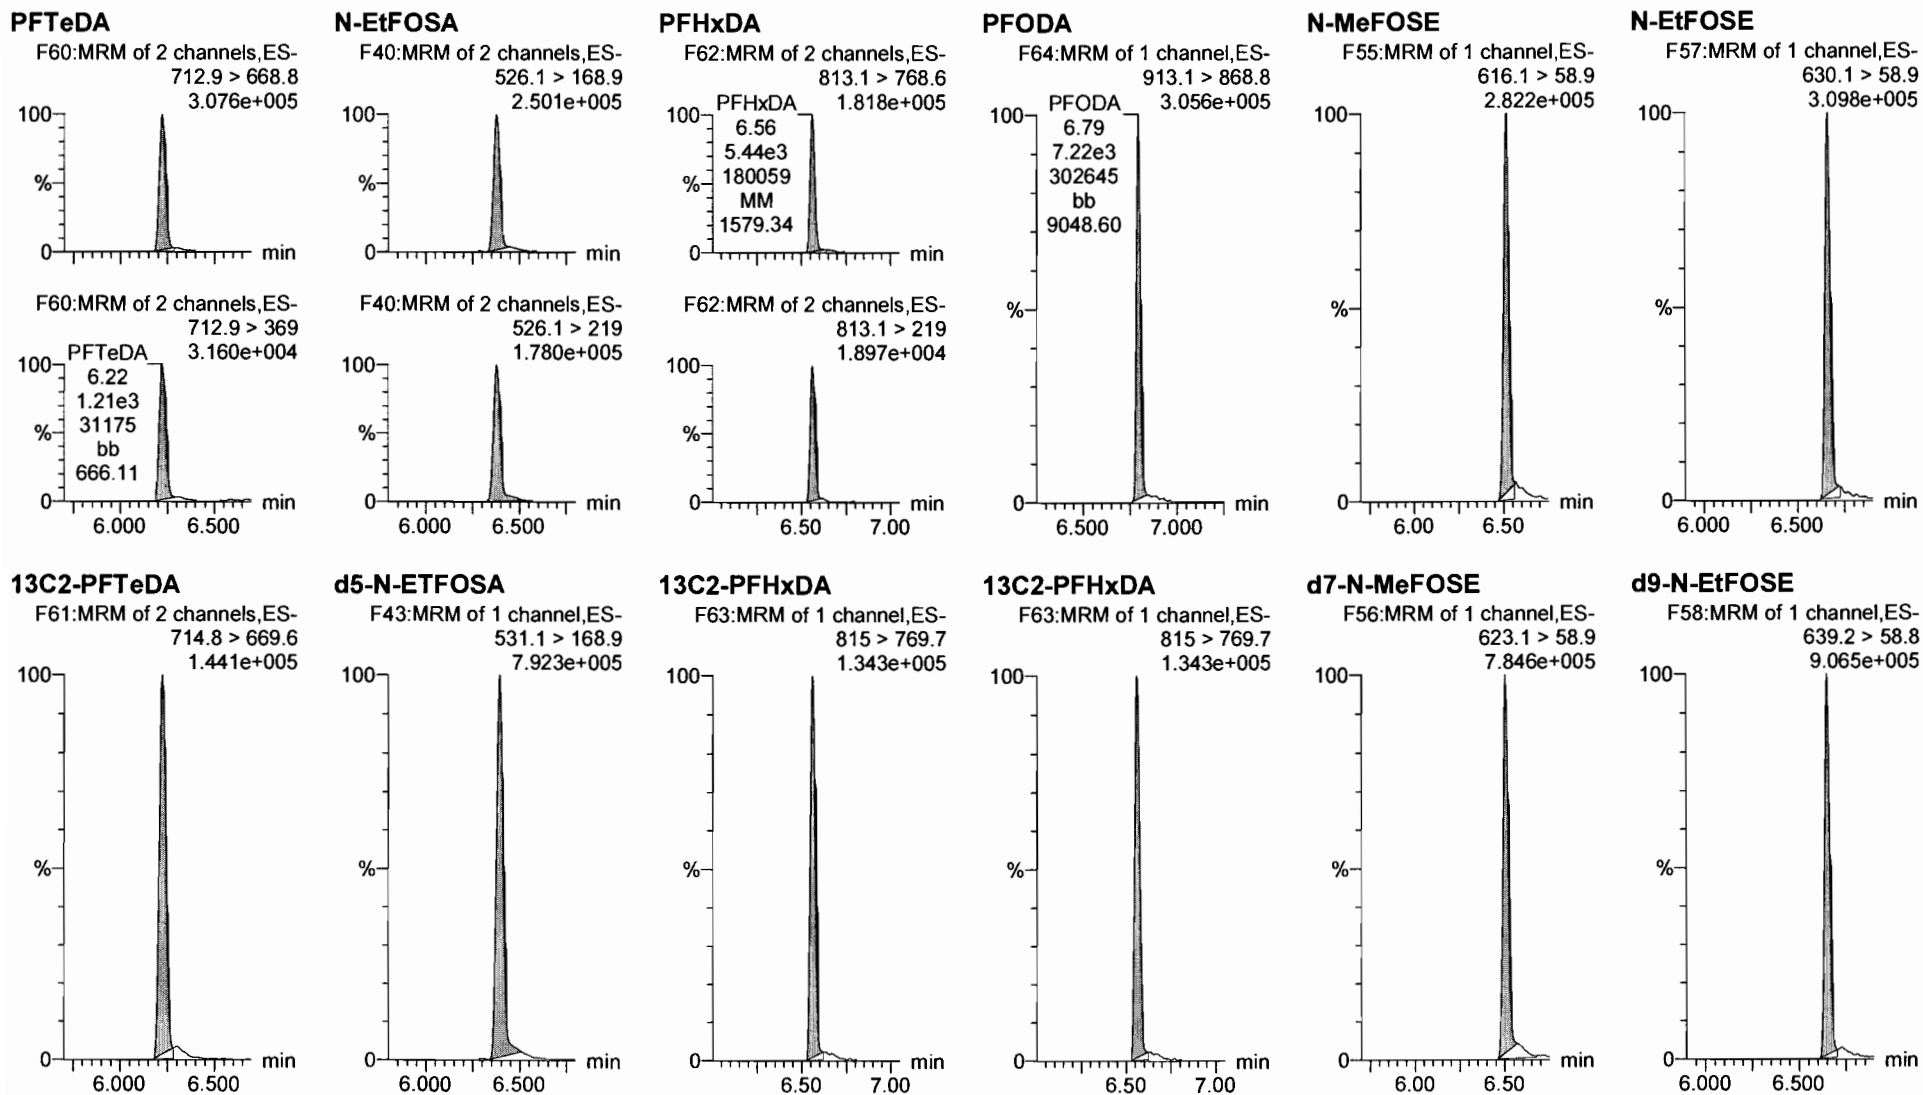 PFTeDA
F60:MRM of 2 channels,ES-
712.9 > 668.8
3.076e+005
100
%
0
min
F60:MRM of 2 channels,ES-
712.9 > 369
3.160e+004
PFTeDA
6.22
1.21e3
31175
bb
666.11
100
%
0
min
6.000 6.500
N-EtFOSA
F40:MRM of 2 channels,ES-
526.1 > 168.9
2.501e+005
100
%
0
min
F40:MRM of 2 channels,ES-
526.1 > 219
1.780e+005
100
%
0
min
6.000 6.500
PFHxDA
F62:MRM of 2 channels,ES-
813.1 > 768.6
1.818e+005
PFHxDA
6.56
5.44e3
180059
MM
1579.34
100
%
0
min
F62:MRM of 2 channels,ES-
813.1 > 219
1.897e+004
100
%
0
min
6.50 7.00
PFODA
F64:MRM of 1 channel,ES-
913.1 > 868.8
3.056e+005
PFODA
6.79
7.22e3
302645
bb
9048.60
100
%
0
min
6.500 7.000
N-MeFOSE
F55:MRM of 1 channel,ES-
616.1 > 58.9
2.822e+005
100
%
0
min
6.00 6.50
N-EtFOSE
F57:MRM of 1 channel,ES-
630.1 > 58.9
3.098e+005
100
%
0
min
6.000 6.500
13C2-PFTeDA
F61:MRM of 2 channels,ES-
714.8 > 669.6
1.441e+005
100
%
0
min
6.000 6.500
d5-N-ETFOSA
F43:MRM of 1 channel,ES-
531.1 > 168.9
7.923e+005
100
%
0
min
6.000 6.500
13C2-PFHxDA
F63:MRM of 1 channel,ES-
815 > 769.7
1.343e+005
100
%
0
min
6.50 7.00
13C2-PFHxDA
F63:MRM of 1 channel,ES-
815 > 769.7
1.343e+005
100
%
0
min
6.50 7.00
d7-N-MeFOSE
F56:MRM of 1 channel,ES-
623.1 > 58.9
7.846e+005
100
%
0
min
6.00 6.50
d9-N-EtFOSE
F58:MRM of 1 channel,ES-
639.2 > 58.8
9.065e+005
100
%
0
min
6.000 6.500